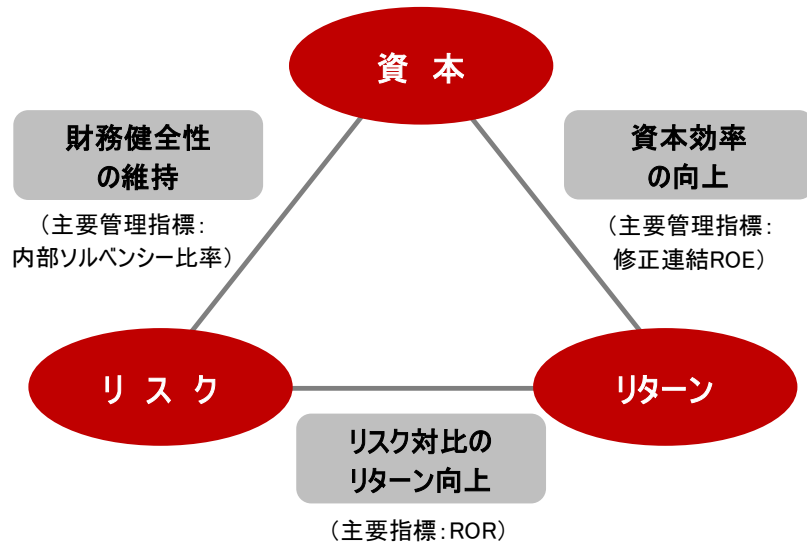 資 本
財務健全性
の維持
(主要管理指標:
内部ソルベンシー比率)
資本効率
の向上
(主要管理指標:
修正連結ROE)
リ ス ク
リターン
リスク対比の
リターン向上
(主要指標:ROR)